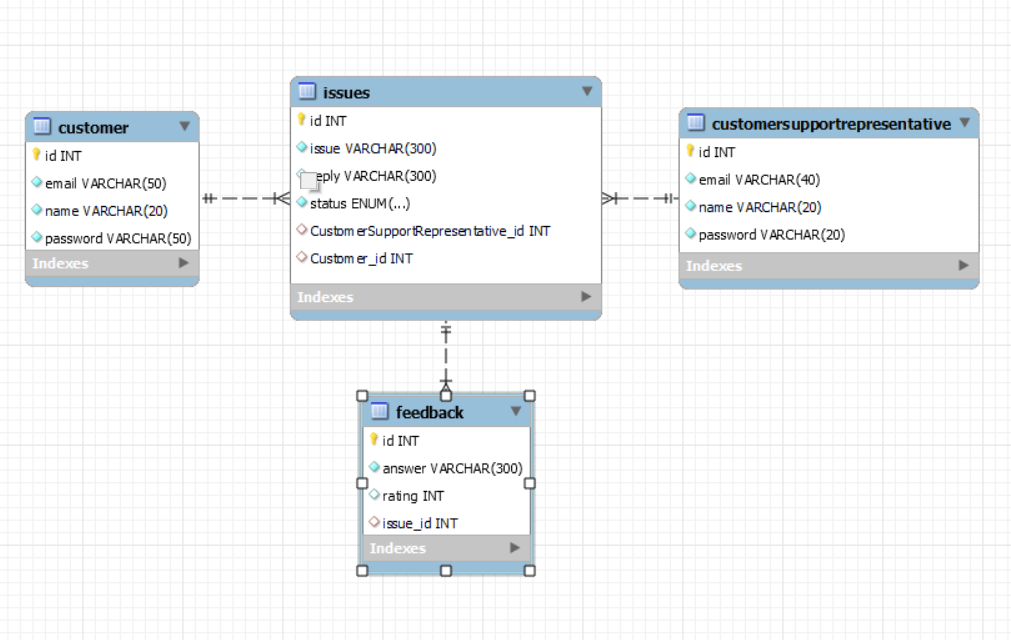 customer
id INT
email VARCHAR(50)
name VARCHAR(20)
password VARCHAR(50)
Indexes
issues
id INT
issue VARCHAR(300)
eply VARCHAR(300)
status ENUM(...)
CustomerSupportRepresentative_id INT
Customer_id INT
Indexes
customersupportrepresentative
id INT
email VARCHAR(40)
name VARCHAR(20)
password VARCHAR(20)
Indexes
feedback
id INT
answer VARCHAR(300)
rating INT
issue_id INT
Indexes